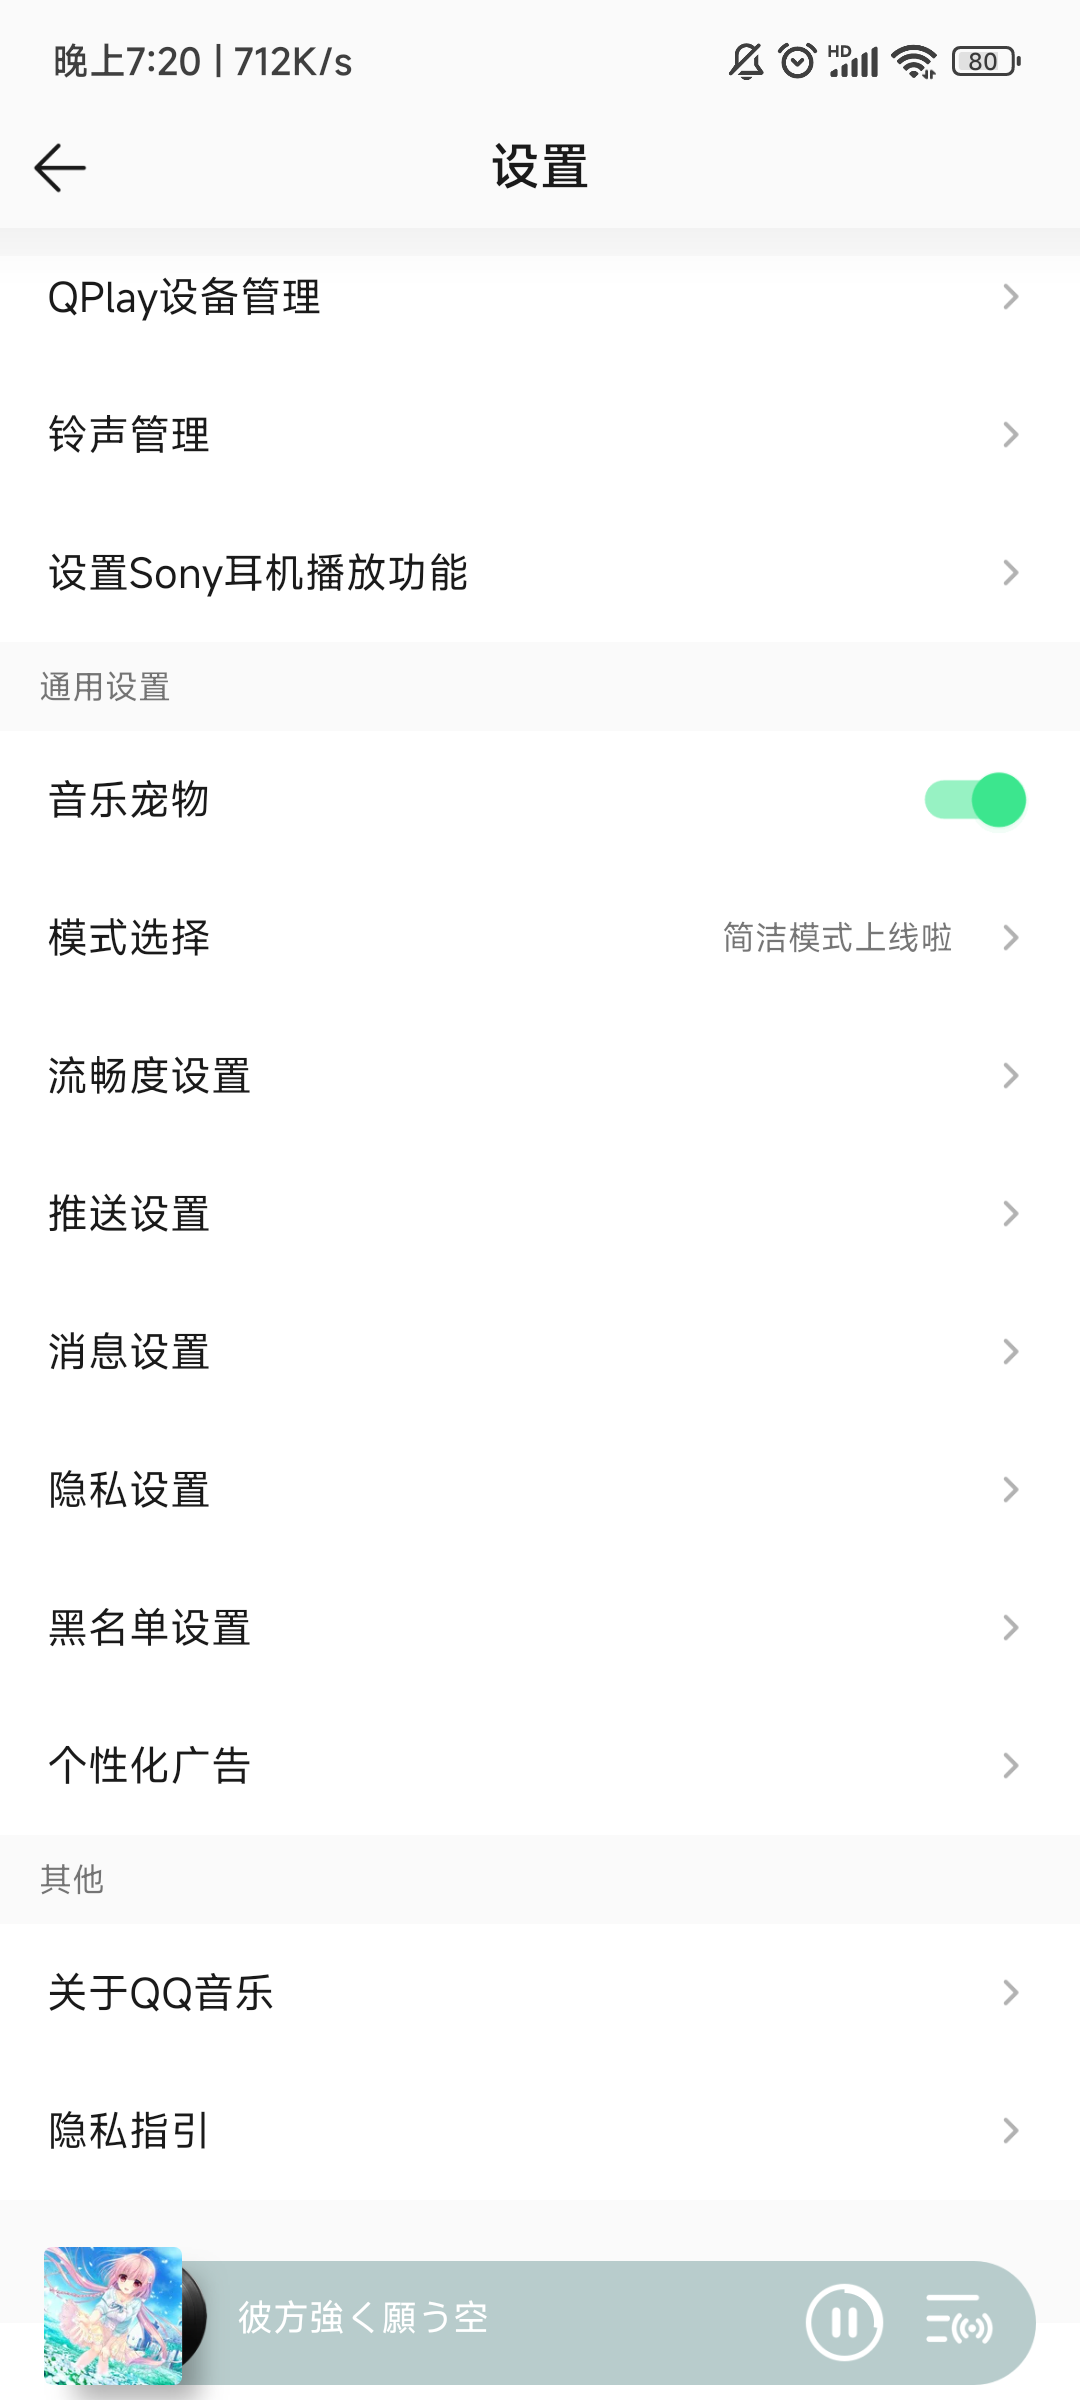 晚上7:20 | 712K/s
HD
80
设置
QPlay设备管理
铃声管理
设置Sony耳机播放功能
通用设置
音乐宠物
模式选择
简洁模式上线啦
流畅度设置
推送设置
消息设置
隐私设置
黑名单设置
个性化广告
其他
关于QQ音乐
隐私指引
彼方強く願う空